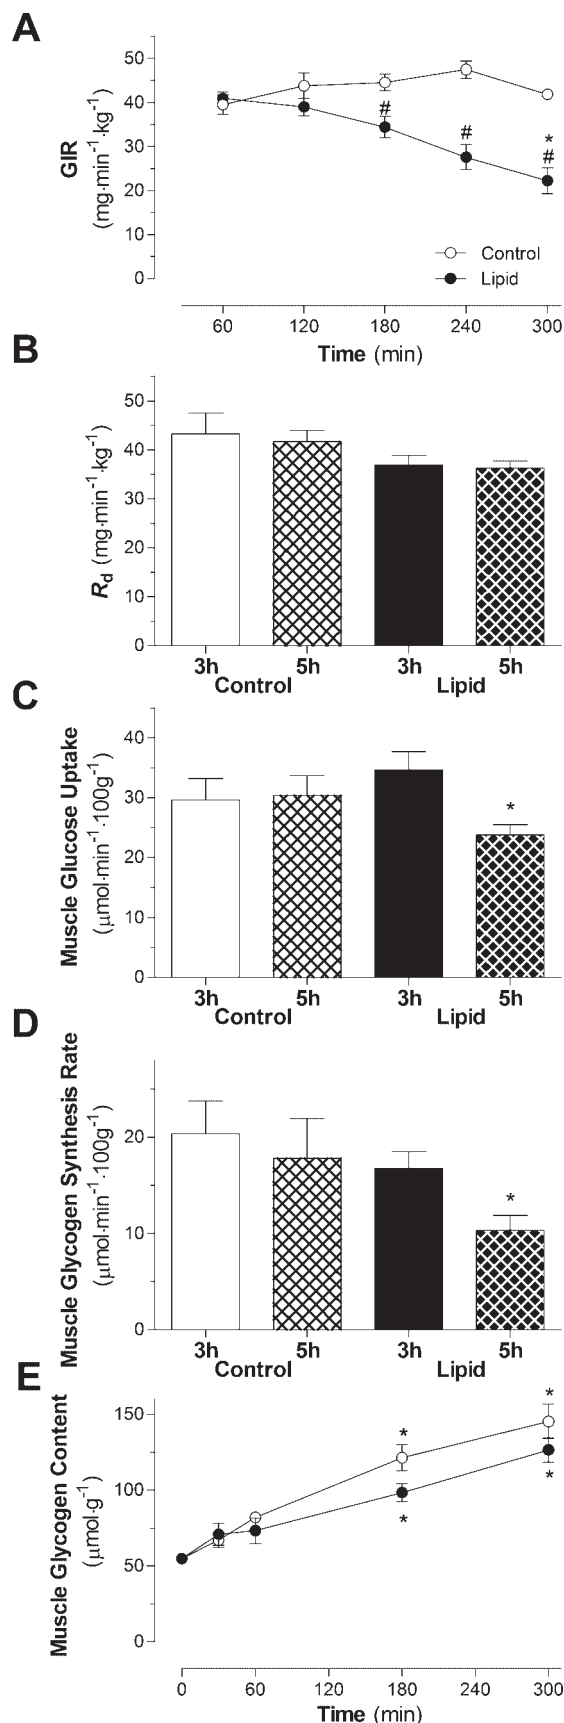 A
GIR
(mg·min⁻¹·kg⁻¹)
50
40
30
20
10
0
#
#
*
#
Control
Lipid
60 120 180 240 300
Time (min)
B
Rd (mg·min⁻¹·kg⁻¹)
50
40
30
20
10
0
3h 5h 3h 5h
Control Lipid
C
Muscle Glucose Uptake
(μmol·min⁻¹·100g⁻¹)
40
30
20
10
0
*
3h 5h 3h 5h
Control Lipid
D
Muscle Glycogen Synthesis Rate
(μmol·min⁻¹·100g⁻¹)
20
10
0
*
3h 5h 3h 5h
Control Lipid
E
Muscle Glycogen Content
(μmol·g⁻¹)
150
100
50
0
*
*
*
*
0 60 120 180 240 300
Time (min)